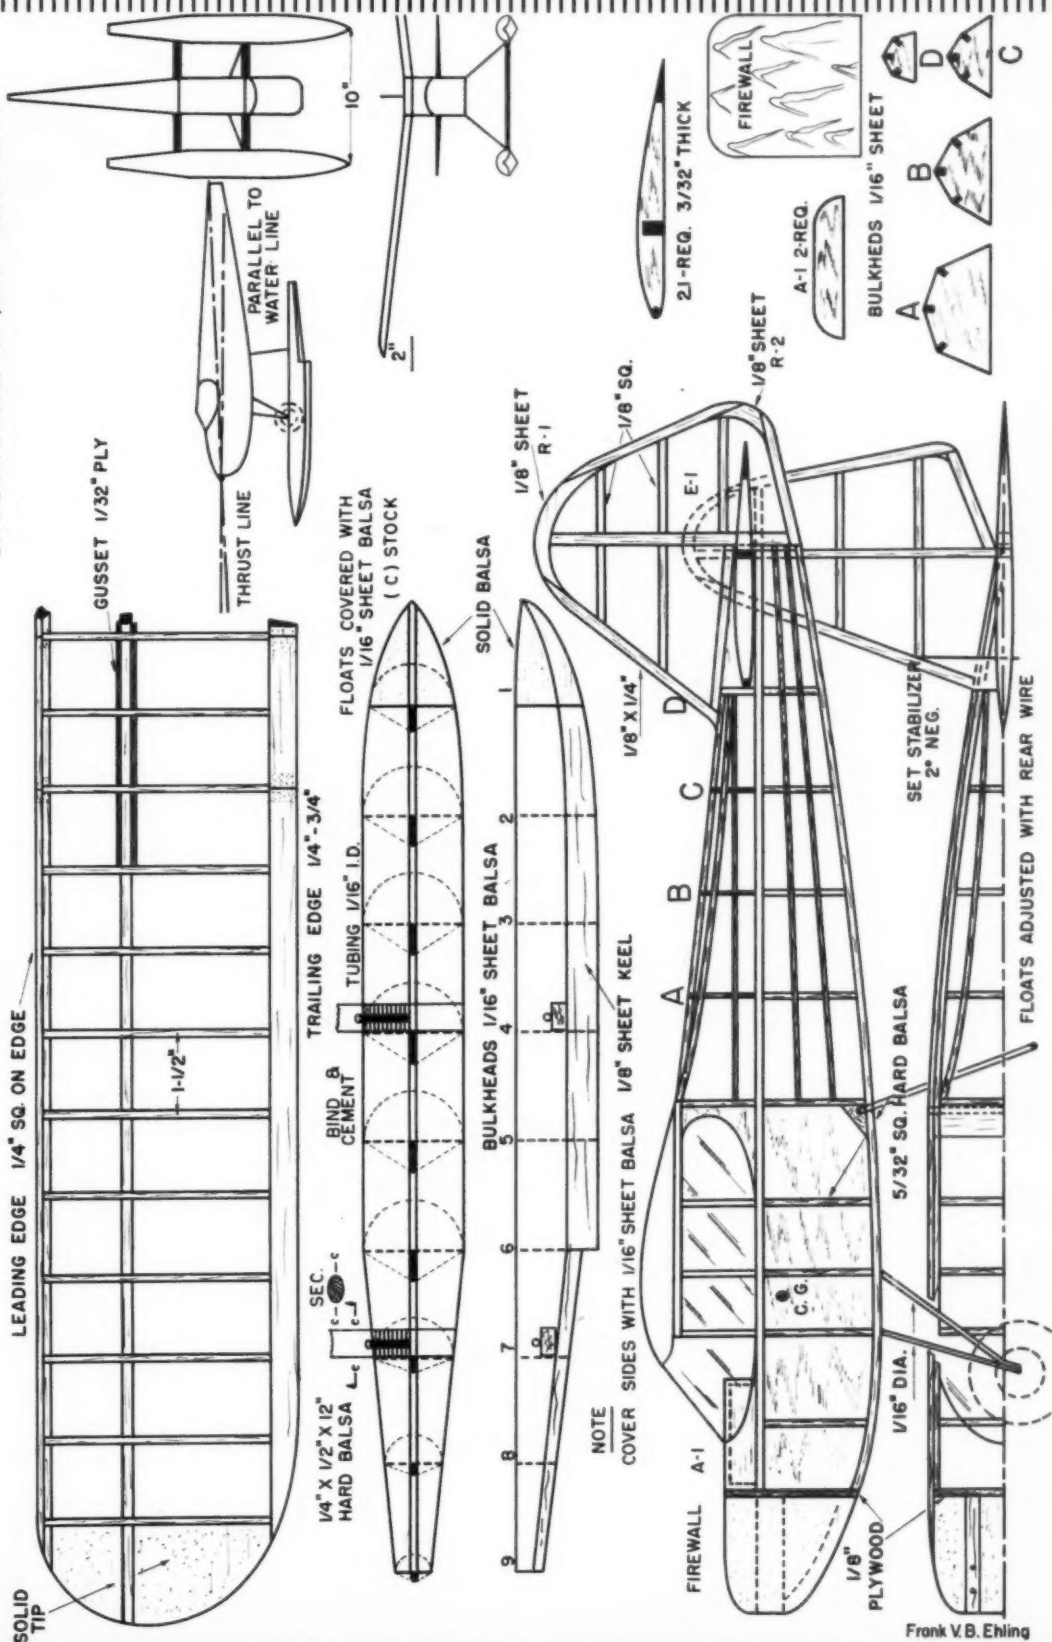 SOLID
TIP
LEADING EDGE 1/4" SQ. ON EDGE
GUSSET 1/32" PLY
1-1/2"
TRAILING EDGE 1/4"-3/4"
1/4" X 1/2" X 12"
HARD BALSA
SEC.
c
c
c
c
BIND &
CEMENT
TUBING 1/16" I.D.
FLOATS COVERED WITH
1/16" SHEET BALSA
(C) STOCK
SOLID BALSA
BULKHEADS 1/16" SHEET BALSA
9
8
7
6
5
4
3
2
1
1/8" SHEET KEEL
NOTE
COVER SIDES WITH 1/16" SHEET BALSA
THRUST LINE
PARALLEL TO
WATER LINE
10"
2"
FIREWALL
A-1
1/8"
PLYWOOD
1/16" DIA.
C. G.
5/32" SQ. HARD BALSA
A
B
C
D
1/8" X 1/4"
1/8" SHEET
R-1
1/8" SQ.
E-1
1/8" SHEET
R-2
SET STABILIZER
2° NEG.
FLOATS ADJUSTED WITH REAR WIRE
21-REQ. 3/32" THICK
FIREWALL
A-1 2-REQ.
BULKHEDS 1/16" SHEET
A
B
D
C
Frank V. B. Ehling